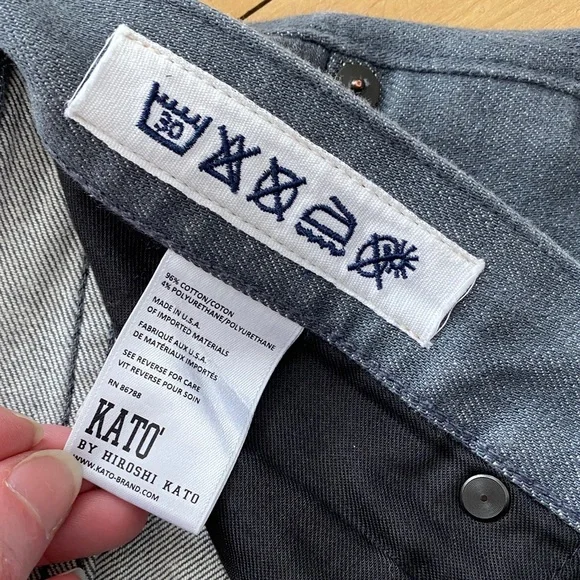 30
96% COTTON/COTON
4% POLYURETHANE/POLYURETHANE
MADE IN U.S.A.
OF IMPORTED MATERIALS
FABRIQUÉ AUX U.S.A.
DE MATÉRIAUX IMPORTÉS
SEE REVERSE FOR CARE
VIT REVERSE POUR SOIN
RN 86788
KATO'
BY HIROSHI KATO
WWW.KATO-BRAND.COM